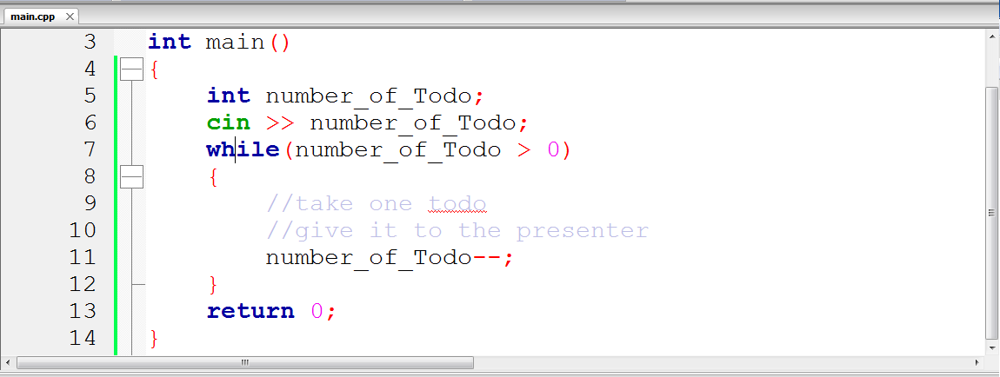 main.cpp
3 int main()
4 {
5 int number_of_Todo;
6 cin >> number_of_Todo;
7 while(number_of_Todo > 0)
8 {
9 //take one todo
10 //give it to the presenter
11 number_of_Todo--;
12 }
13 return 0;
14 }